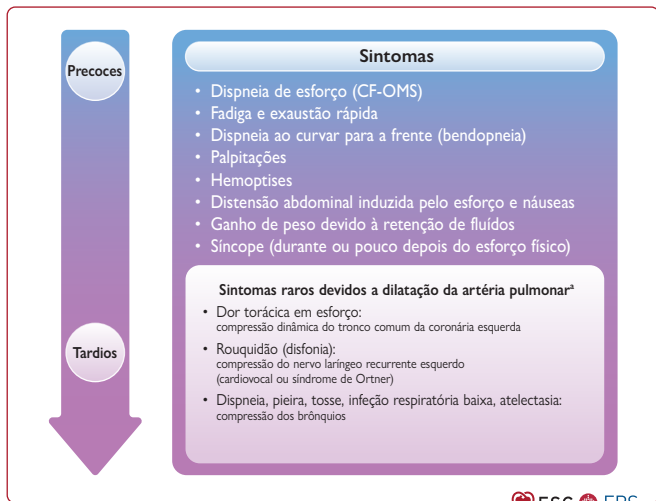 Precoces
Sintomas
• Dispneia de esforço (CF-OMS)
• Fadiga e exaustão rápida
• Dispneia ao curvar para a frente (bendopneia)
• Palpitações
• Hemoptises
• Distensão abdominal induzida pelo esforço e náuseas
• Ganho de peso devido à retenção de fluídos
• Síncope (durante ou pouco depois do esforço físico)
Sintomas raros devidos a dilatação da artéria pulmonarª
• Dor torácica em esforço:
compressão dinâmica do tronco comum da coronária esquerda
Tardios
• Rouquidão (disfonia):
compressão do nervo laríngeo recurrente esquerdo
(cardiovocal ou síndrome de Ortner)
• Dispneia, pieira, tosse, infeção respiratória baixa, atelectasia:
compressão dos brônquios
ESC ERS